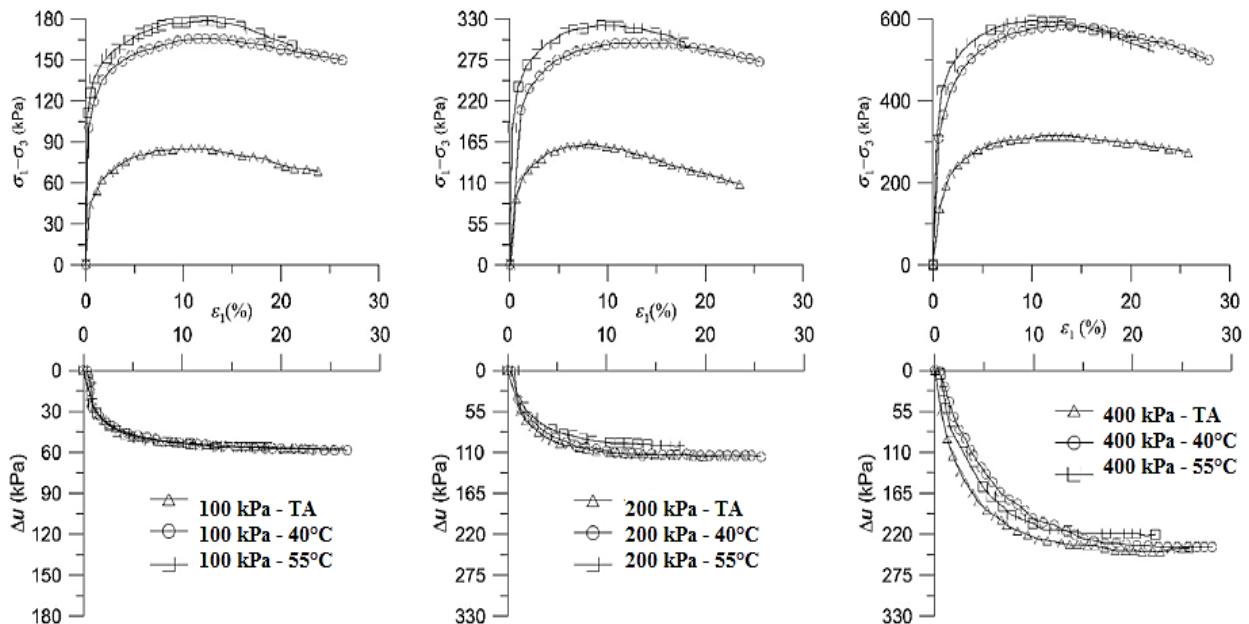 180
150
120
90
60
30
0
σ1–σ3 (kPa)
0 10 20 30
ε1(%)
330
275
220
165
110
55
0
σ1–σ3 (kPa)
0 10 20 30
ε1(%)
600
400
200
0
σ1–σ3 (kPa)
0 10 20 30
ε1 (%)
0 10 20 30
0
30
60
90
120
150
180
Δu (kPa)
100 kPa - TA
100 kPa - 40°C
100 kPa - 55°C
0 10 20 30
0
55
110
165
220
275
330
Δu (kPa)
200 kPa - TA
200 kPa - 40°C
200 kPa - 55°C
0 10 20 30
0
55
110
165
220
275
330
Δu (kPa)
400 kPa - TA
400 kPa - 40°C
400 kPa - 55°C